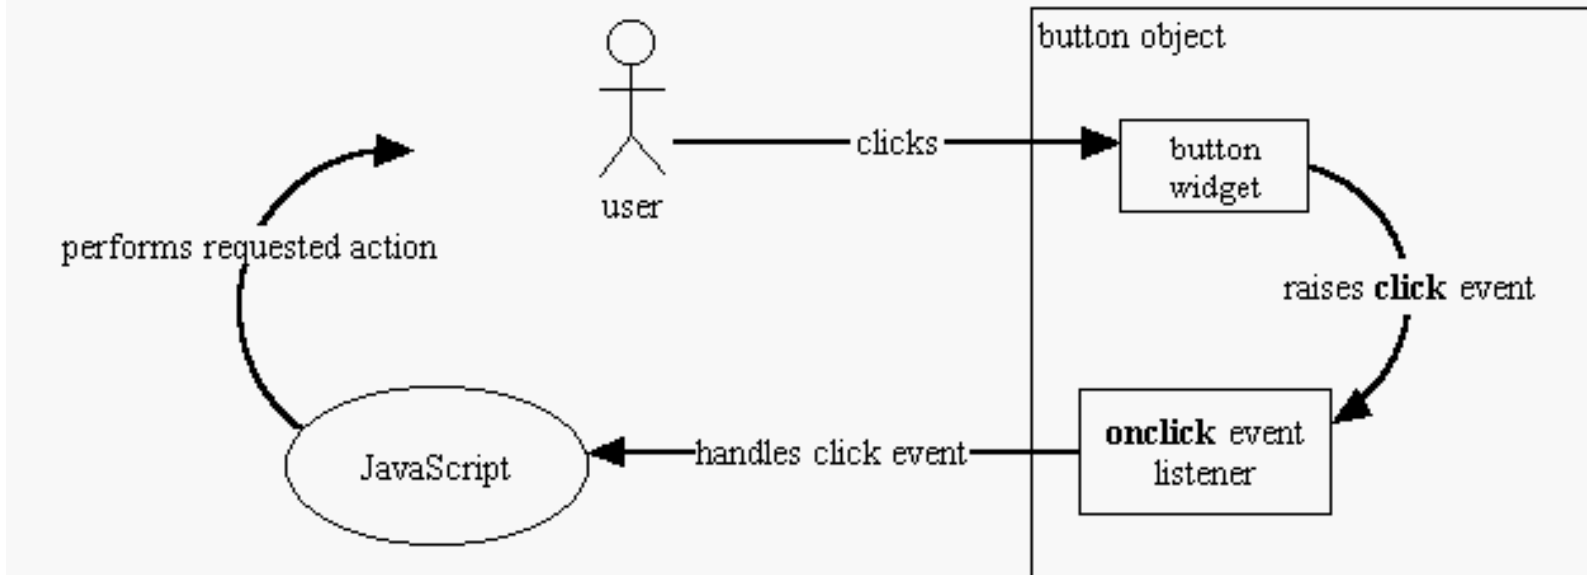 button object
clicks
button
widget
user
performs requested action
raises click event
onclick event
listener
handles click event
JavaScript